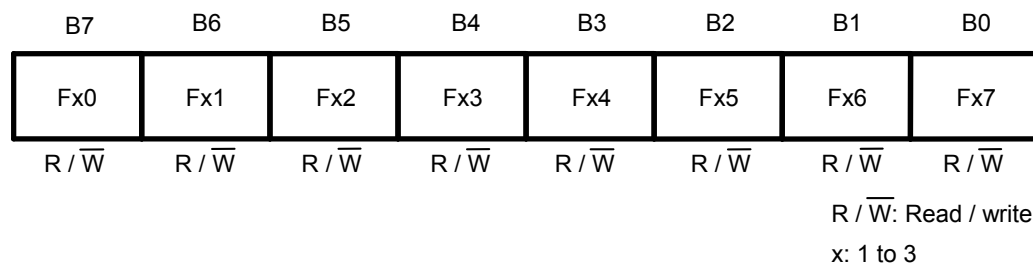 B7 B6 B5 B4 B3 B2 B1 B0
Fx0 Fx1 Fx2 Fx3 Fx4 Fx5 Fx6 Fx7
R / W̅ R / W̅ R / W̅ R / W̅ R / W̅ R / W̅ R / W̅ R / W̅
R / W̅: Read / write
x: 1 to 3